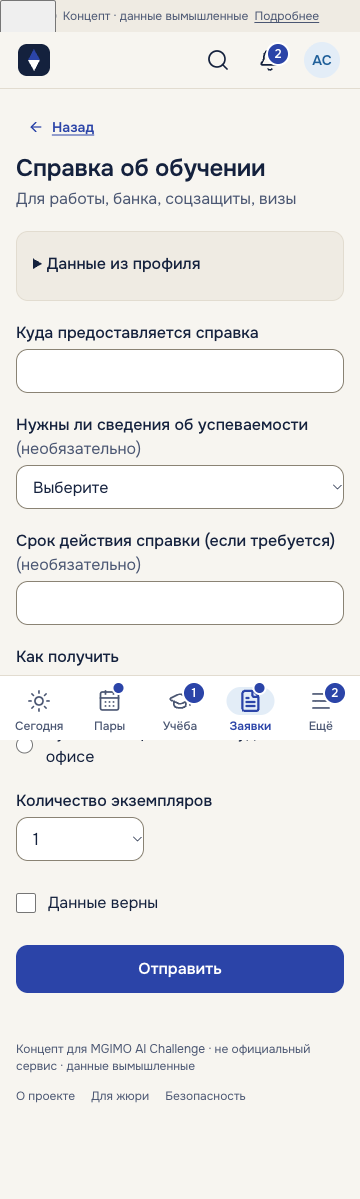 Концепт · данные вымышленные Подробнее
2
АС
Назад
Справка об обучении
Для работы, банка, соцзащиты, визы
Данные из профиля
Куда предоставляется справка
Нужны ли сведения об успеваемости
(необязательно)
Выберите
Срок действия справки (если требуется)
(необязательно)
Как получить
1
2
Сегодня
Пары
Учёба
Заявки
Ещё
офисе
Количество экземпляров
1
Данные верны
Отправить
Концепт для MGIMO AI Challenge · не официальный
сервис · данные вымышленные
О проекте Для жюри Безопасность